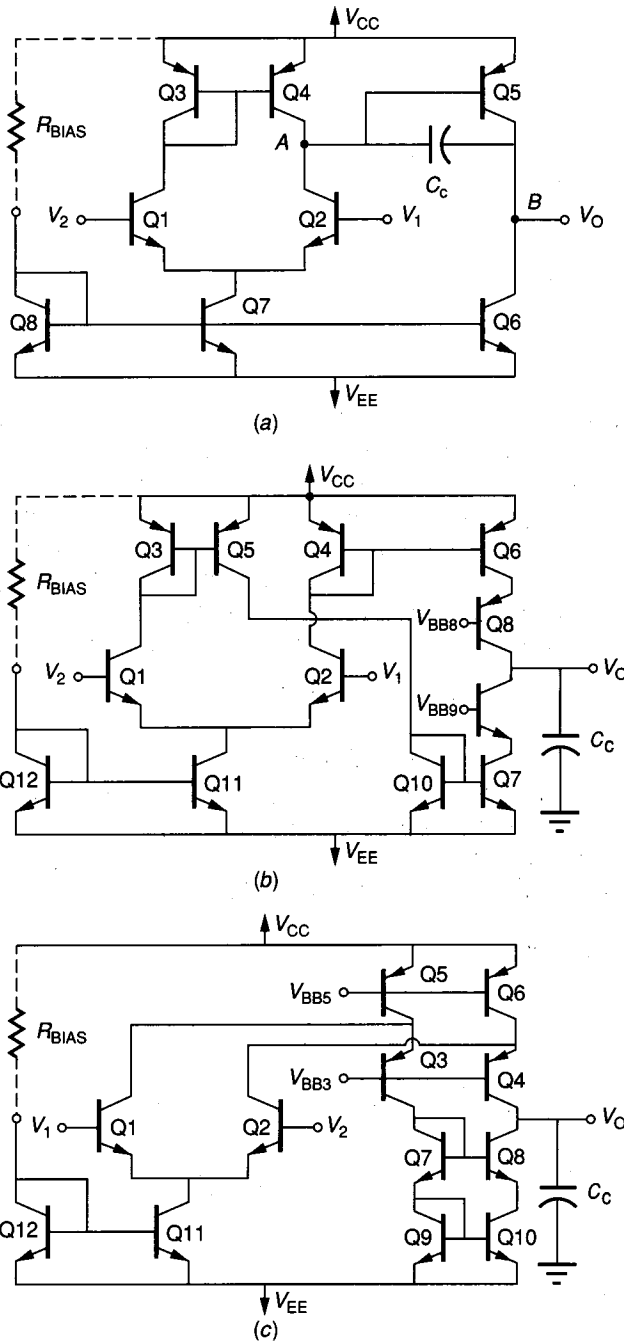 V_CC
Q3
Q4
Q5
R_BIAS
A
C_c
B
V_2
Q1
Q2
V_1
V_O
Q8
Q7
Q6
V_EE
(a)
V_CC
Q3
Q5
Q4
Q6
R_BIAS
V_BB8
Q8
V_2
Q1
Q2
V_1
V_O
V_BB9
C_c
Q12
Q11
Q10
Q7
V_EE
(b)
V_CC
V_BB5
Q5
Q6
R_BIAS
V_BB3
Q3
Q4
V_1
Q1
Q2
V_2
V_O
Q7
Q8
C_c
Q12
Q11
Q9
Q10
V_EE
(c)